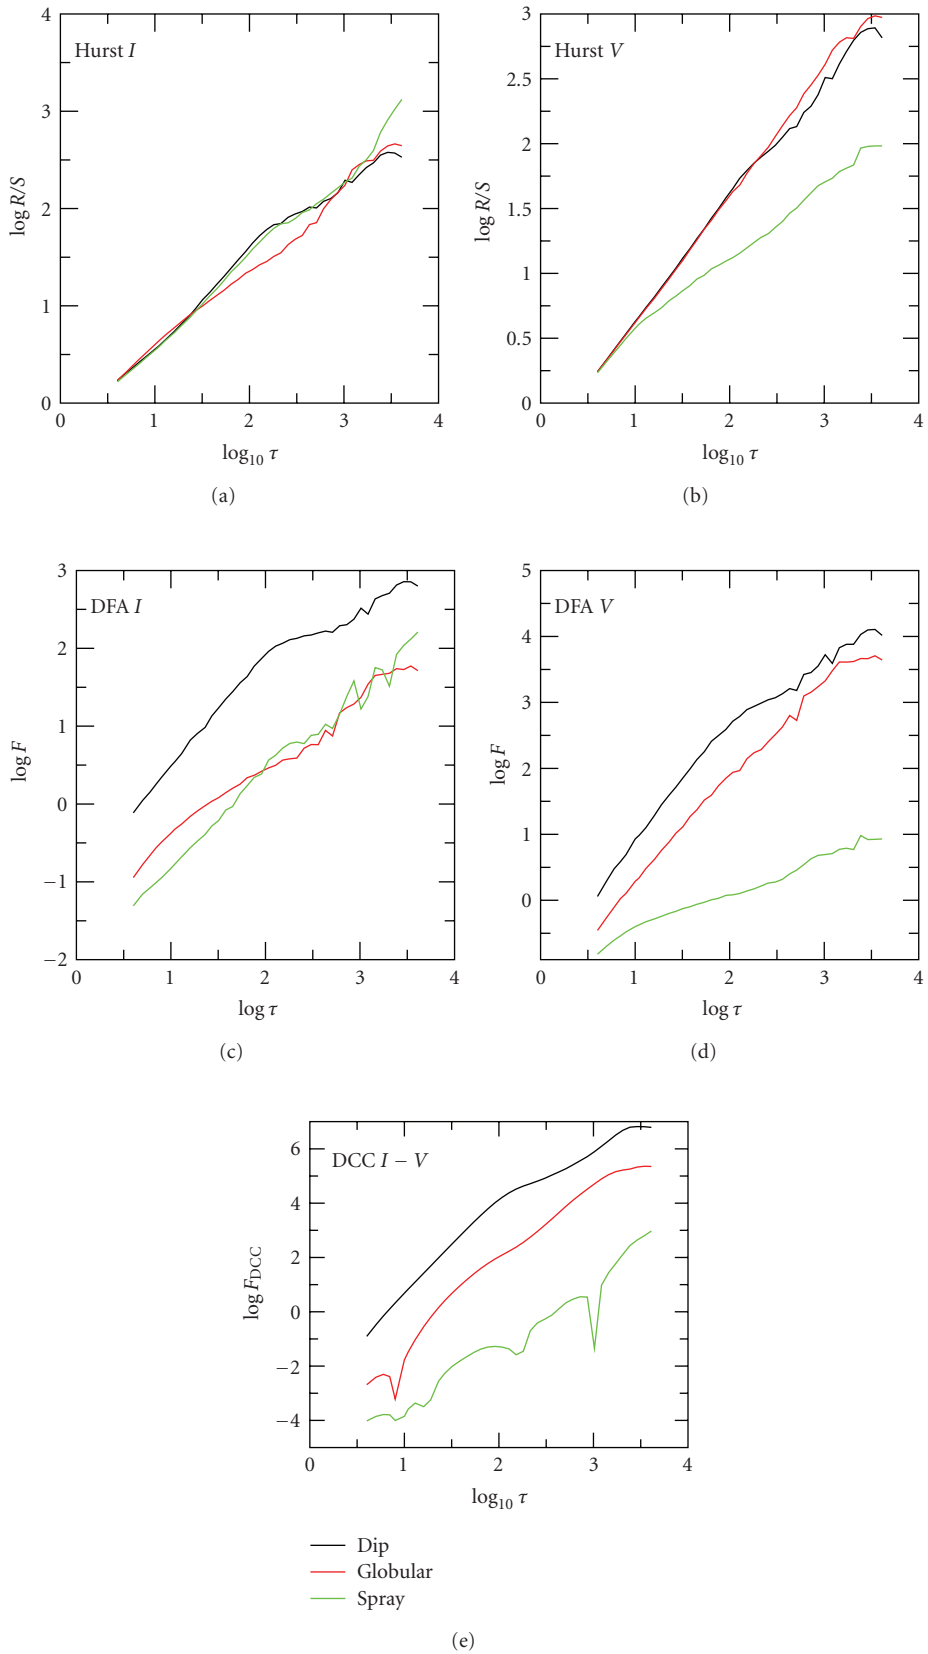 4
3
2
1
0
0 1 2 3 4
log R/S
Hurst I
log₁₀ τ
(a)
3
2.5
2
1.5
1
0.5
0
0 1 2 3 4
log R/S
Hurst V
log₁₀ τ
(b)
3
2
1
0
−1
−2
0 1 2 3 4
log F
DFA I
log τ
(c)
5
4
3
2
1
0
0 1 2 3 4
log F
DFA V
log τ
(d)
6
4
2
0
−2
−4
0 1 2 3 4
log F_DCC
DCC I − V
log₁₀ τ
Dip
Globular
Spray
(e)